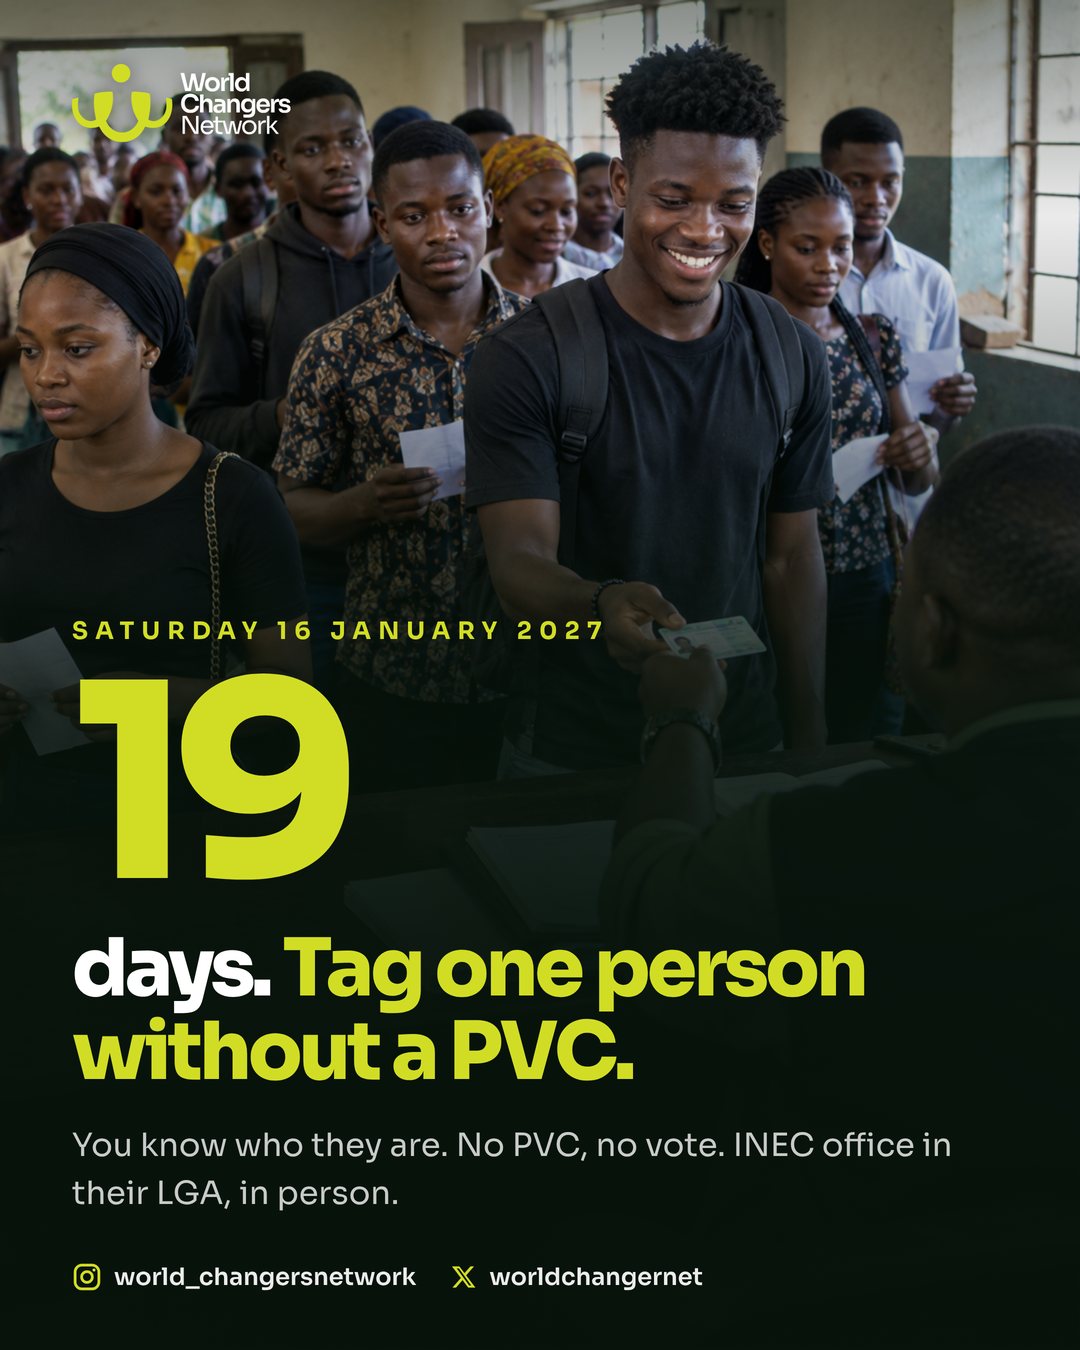 World
Changers
Network
SATURDAY 16 JANUARY 2027
19
days. Tag one person
without a PVC.
You know who they are. No PVC, no vote. INEC office in
their LGA, in person.
world_changersnetwork worldchangernet